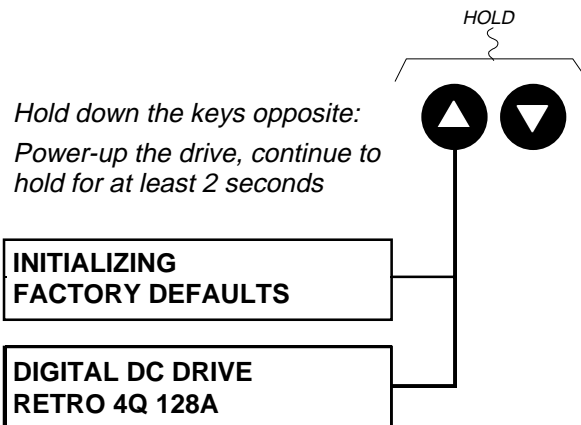 HOLD
Hold down the keys opposite:
Power-up the drive, continue to
hold for at least 2 seconds
INITIALIZING
FACTORY DEFAULTS
DIGITAL DC DRIVE
RETRO 4Q 128A